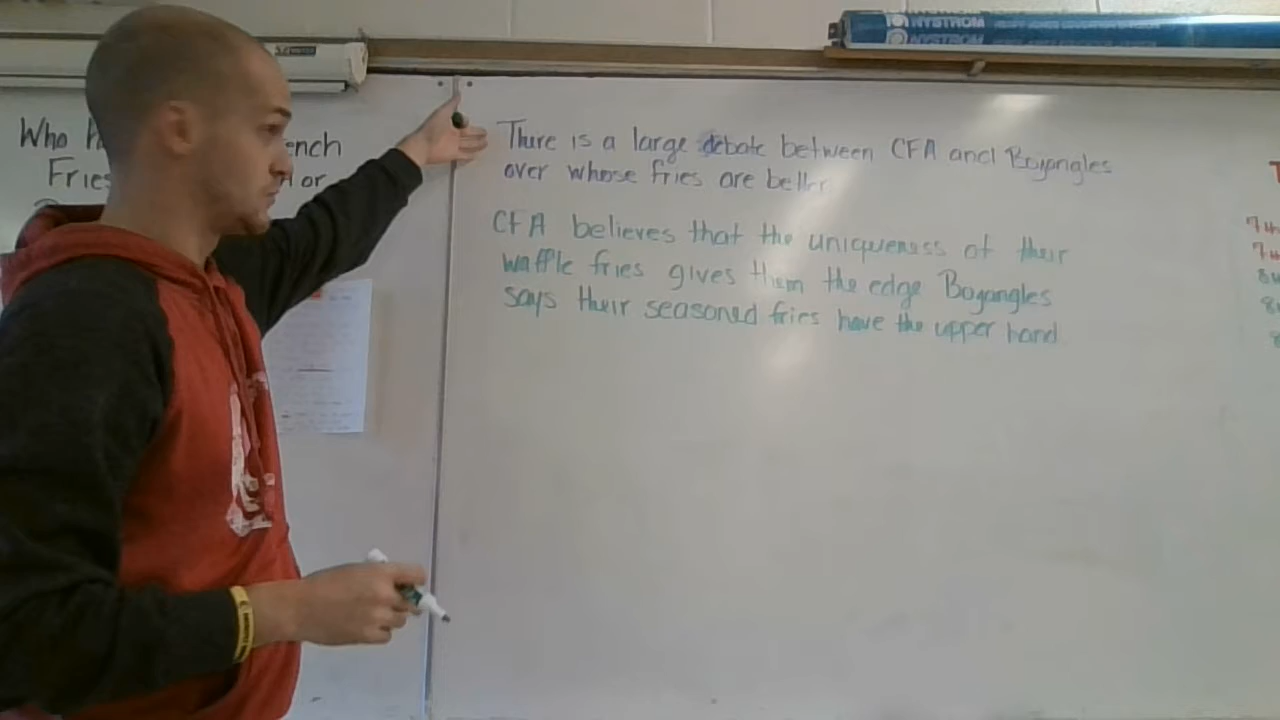 NYSTROM
NYSTROM
Who
ench
Fries
or
There is a large debate between CFA and Bojangles
over whose fries are better
CFA believes that the uniqueness of their
waffle fries gives them the edge Bojangles
says their seasoned fries have the upper hand